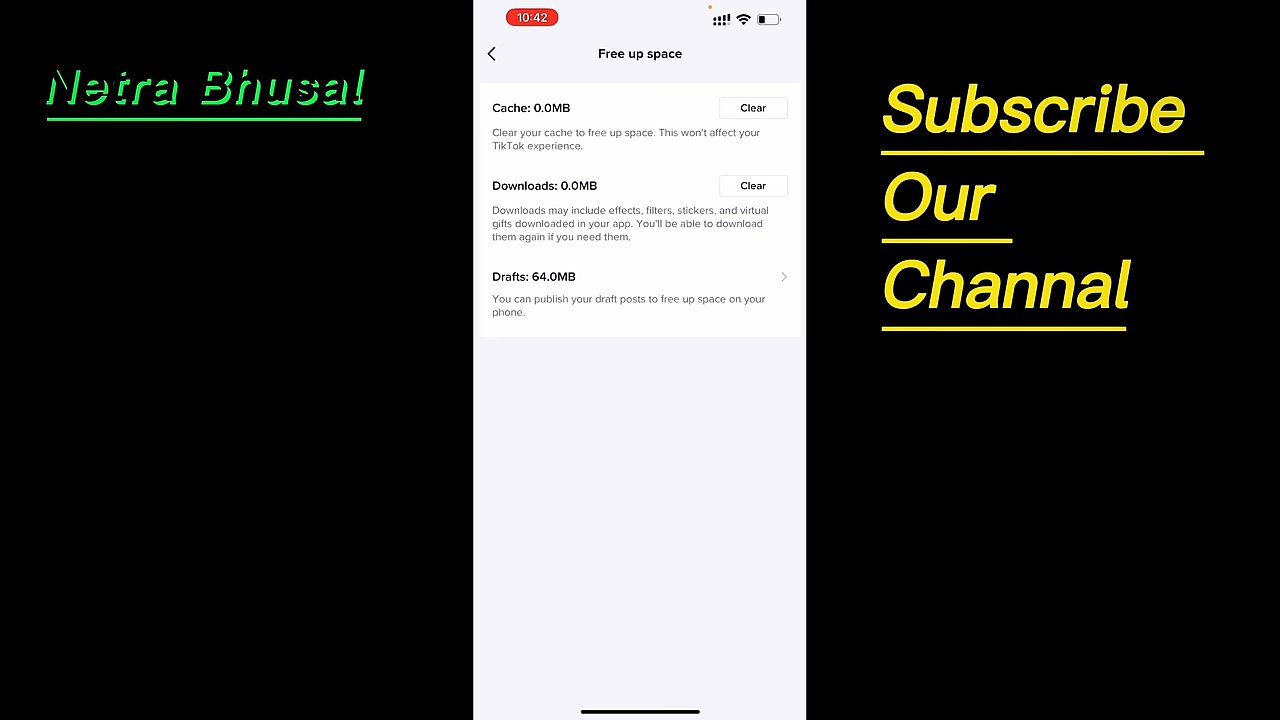 Netra Bhusal
Subscribe
Our
Channal
10:42
Free up space
Cache: 0.0MB
Clear
Clear your cache to free up space. This won't affect your
TikTok experience.
Downloads: 0.0MB
Clear
Downloads may include effects, filters, stickers, and virtual
gifts downloaded in your app. You'll be able to download
them again if you need them.
Drafts: 64.0MB
You can publish your draft posts to free up space on your
phone.